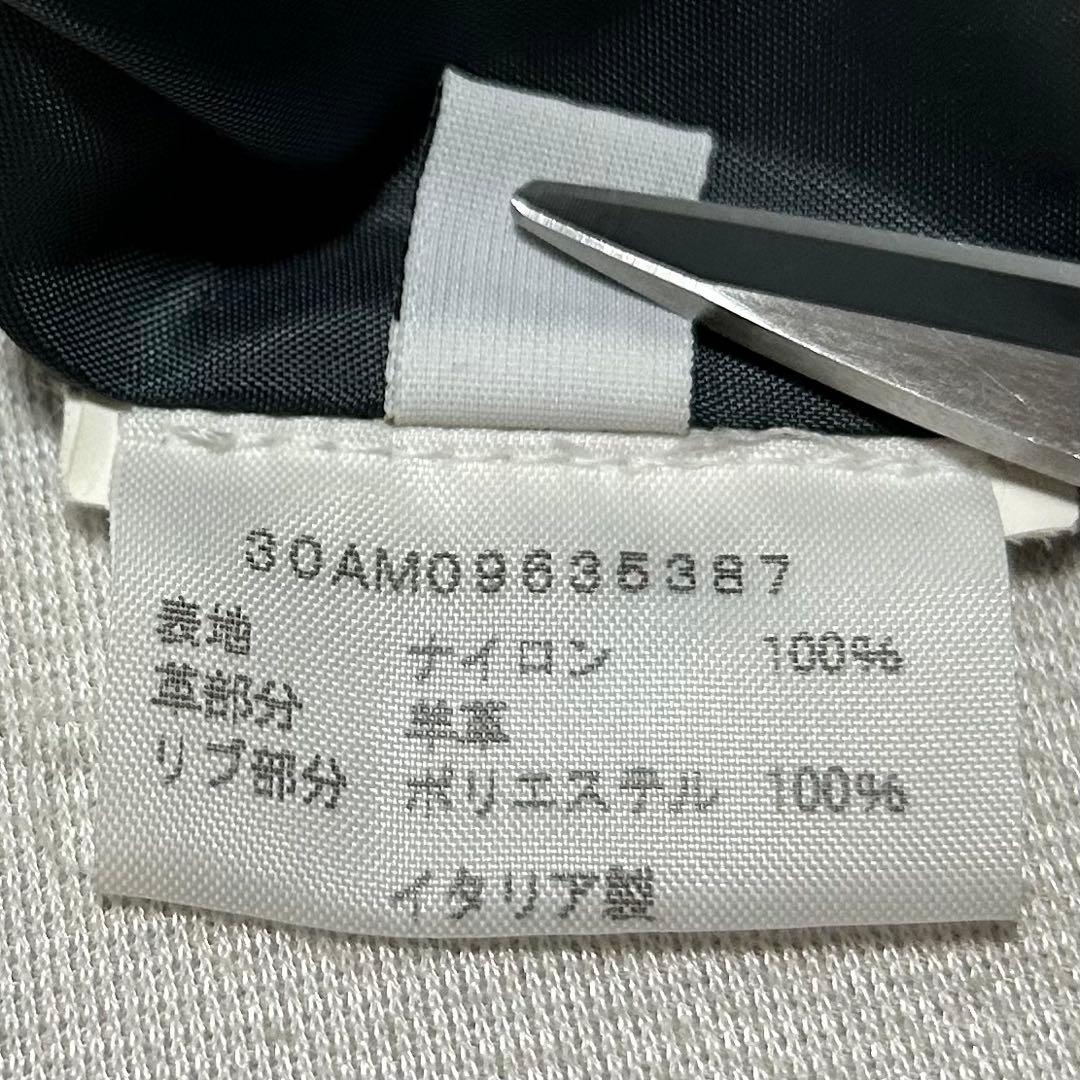 30AM09635387
表地 ナイロン 100%
革部分 羊革
リブ部分 ポリエステル 100%
イタリア製